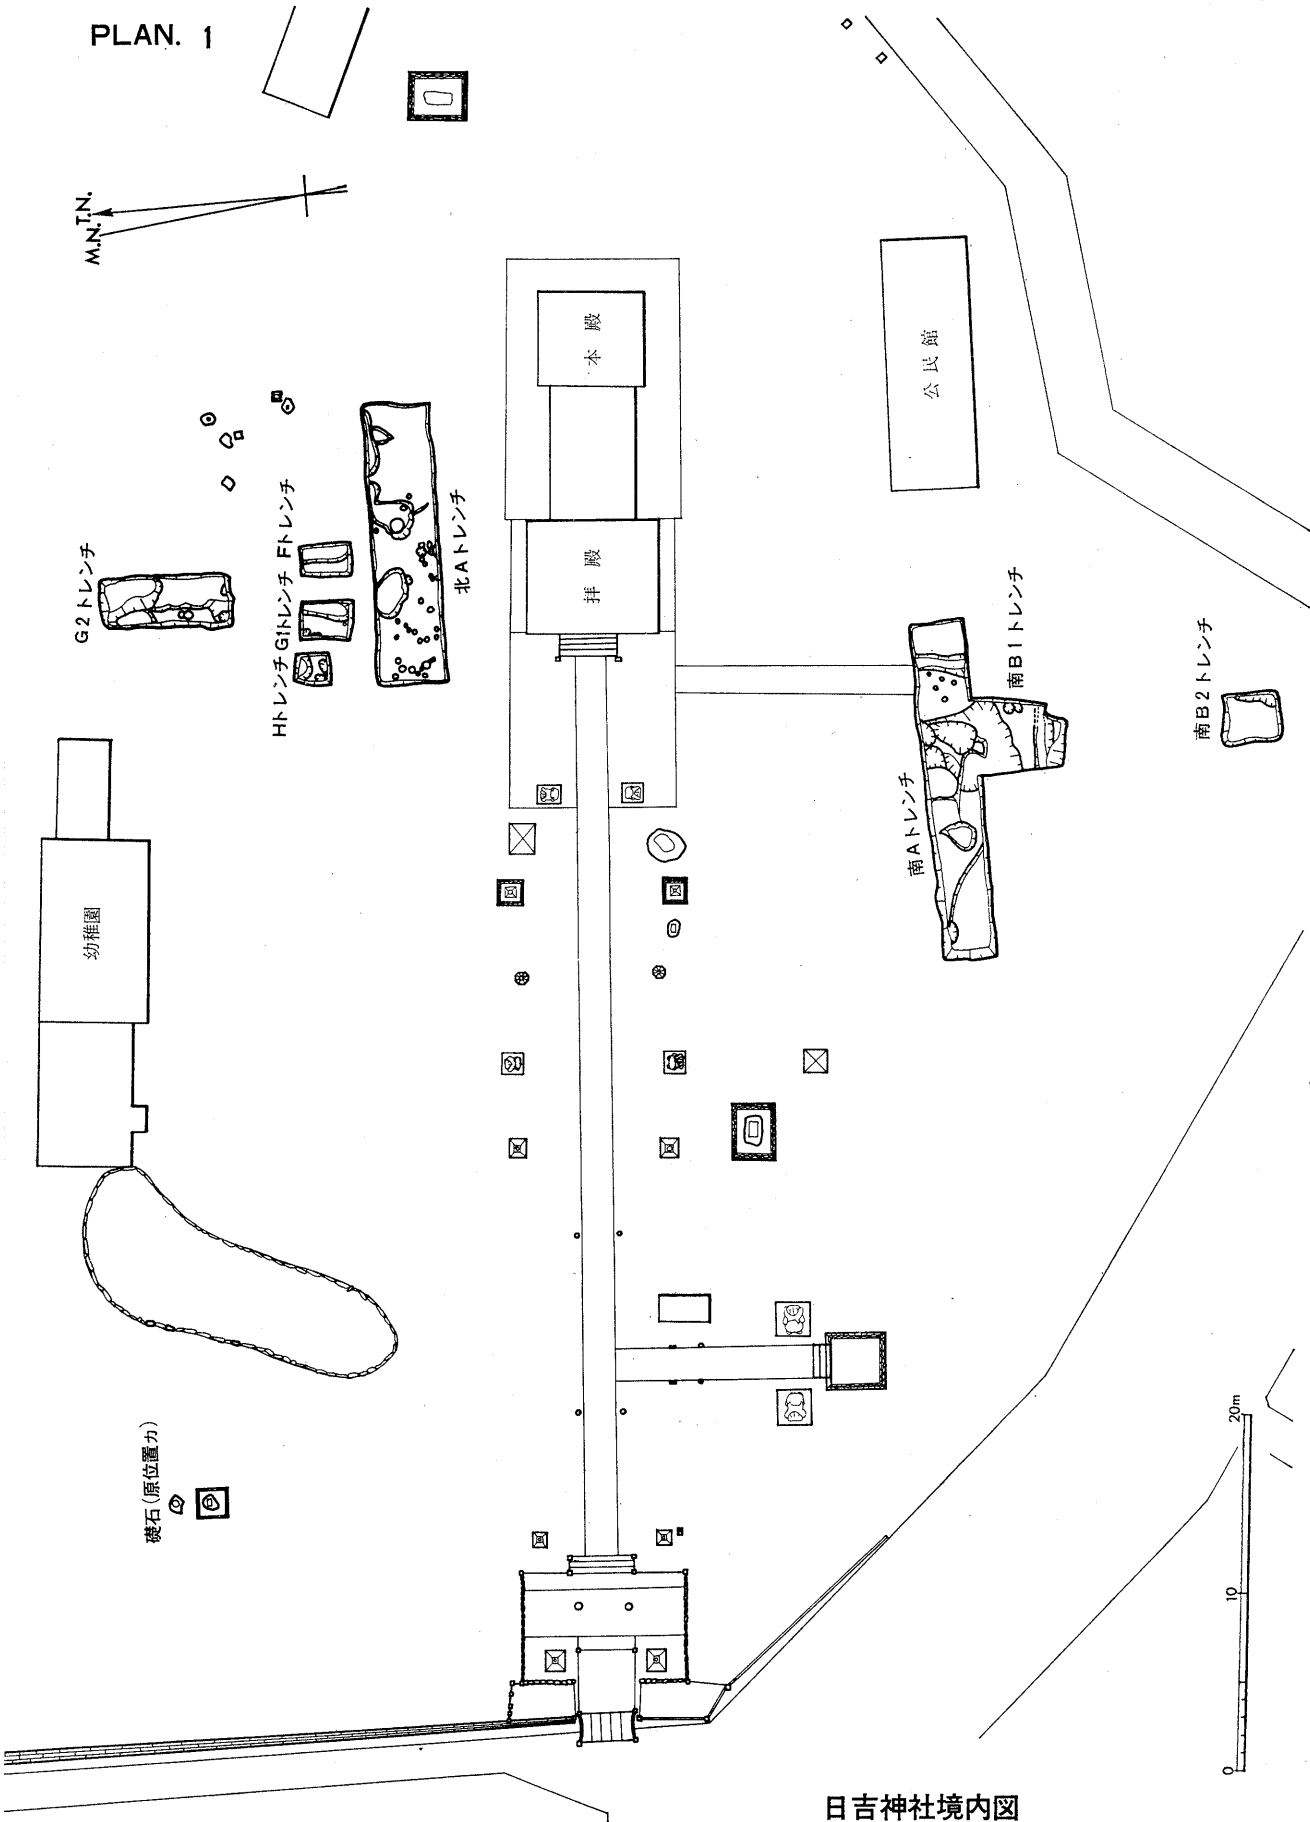 PLAN. 1
T.N.
M.N.
本殿
公民館
拝殿
G2トレンチ
Hトレンチ G1トレンチ Fトレンチ
北Aトレンチ
南B1トレンチ
南B2トレンチ
南Aトレンチ
幼稚園
礎石(原位置カ)
20m
10
0
日吉神社境内図